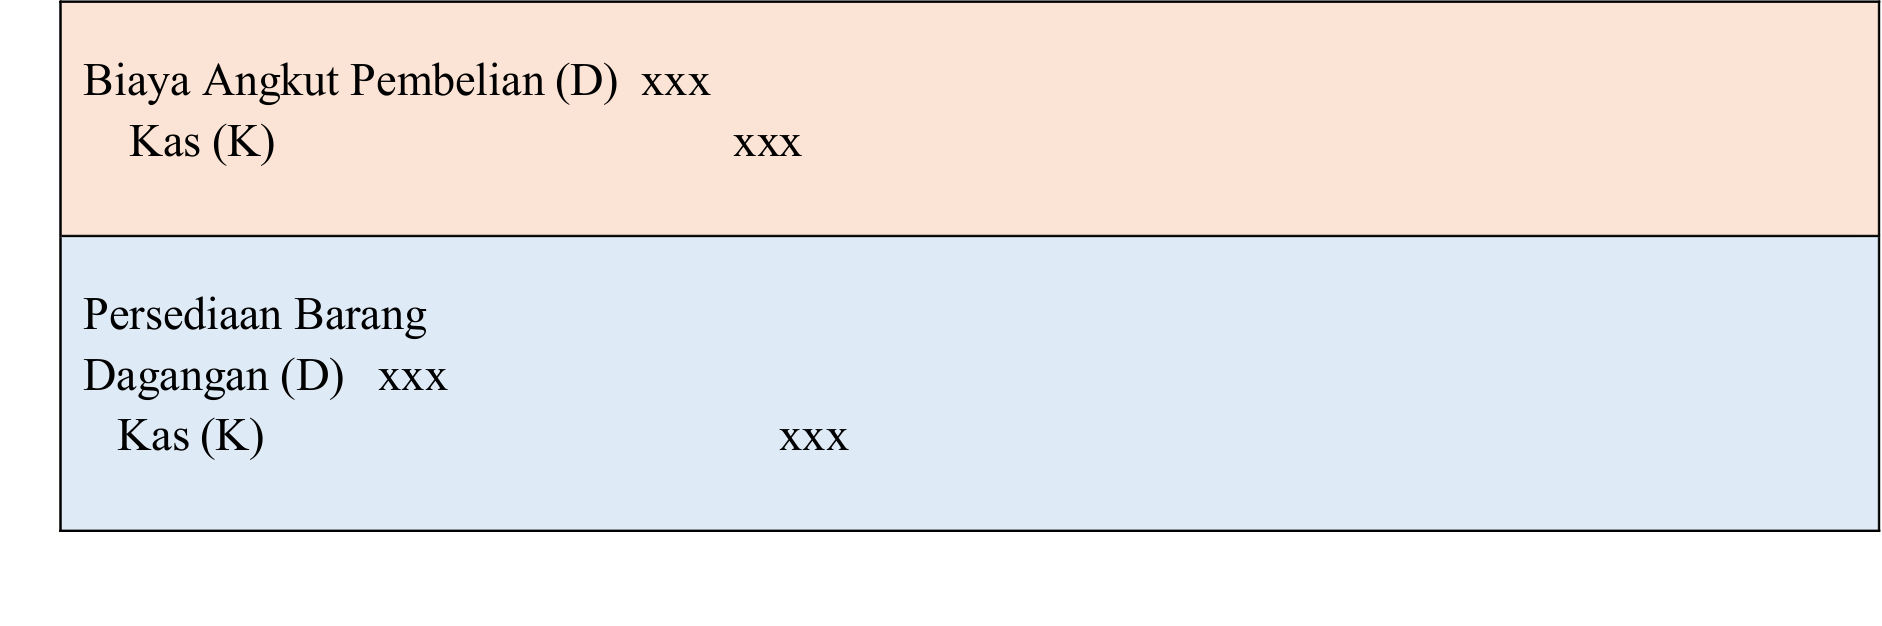 Biaya Angkut Pembelian (D) xxx
Kas (K) xxx
Persediaan Barang
Dagangan (D) xxx
Kas (K) xxx